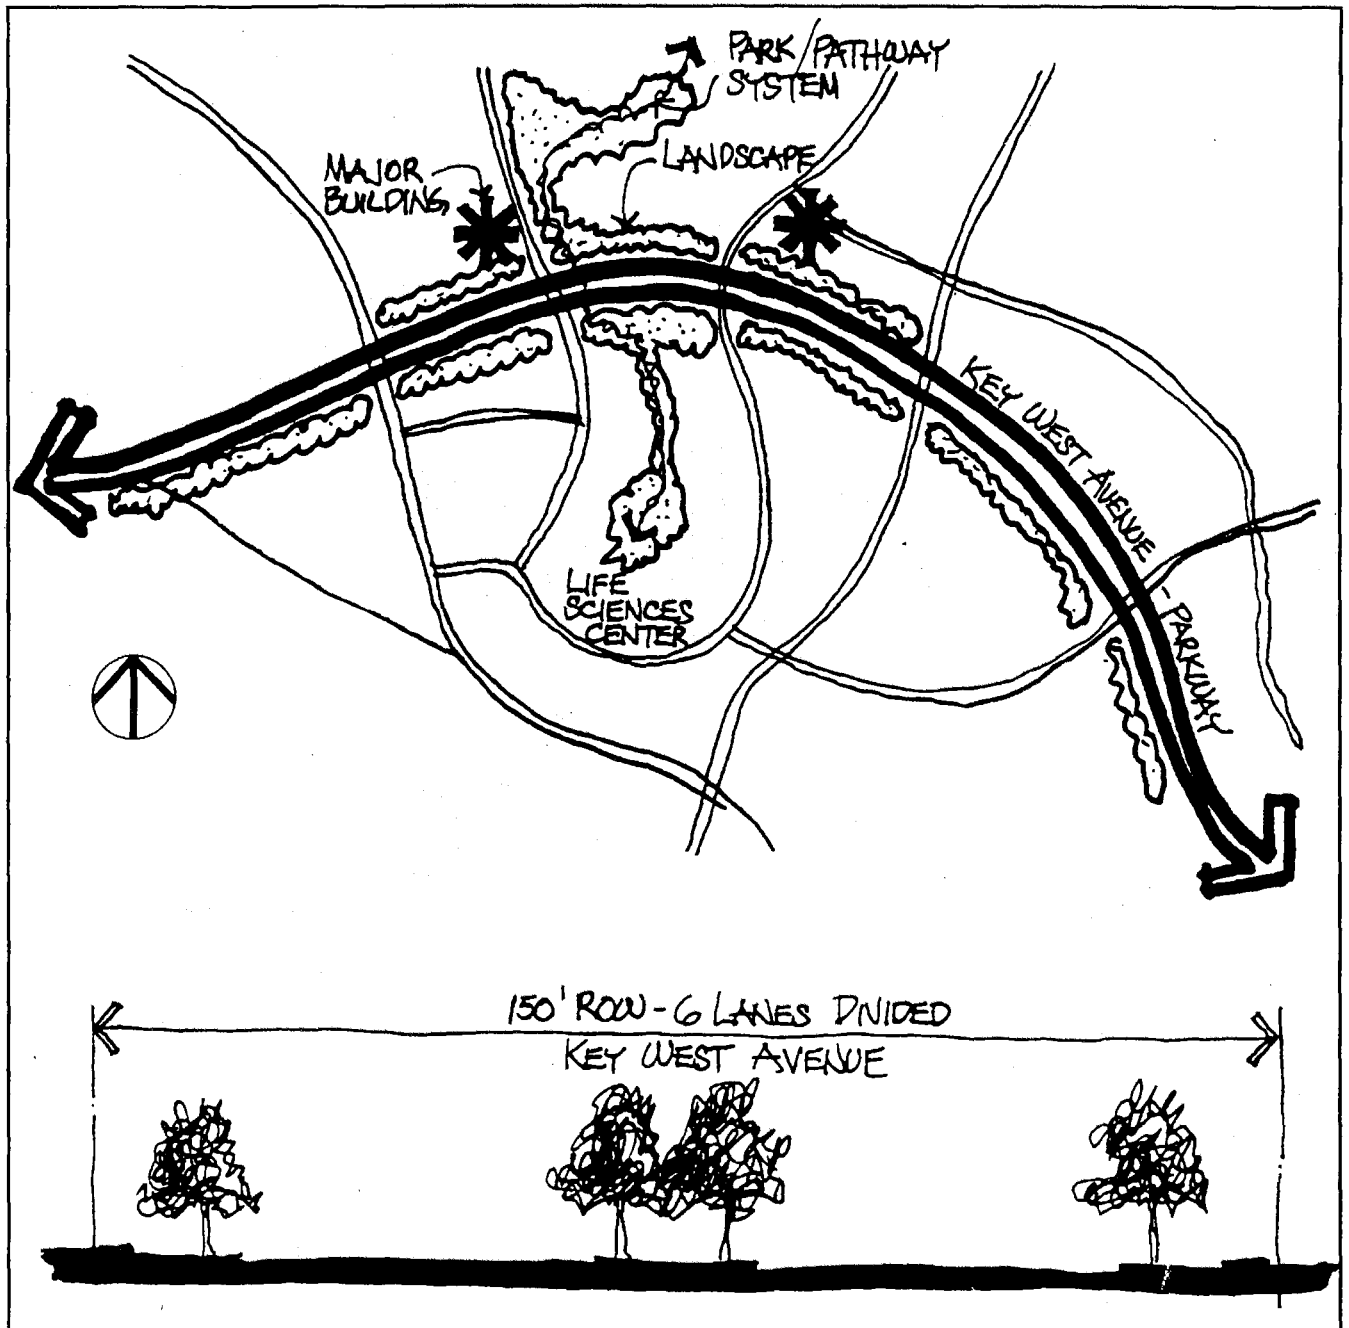 PARK/PATHWAY
SYSTEM
MAJOR
BUILDING
LANDSCAPE
KEY WEST AVENUE - PARKWAY
LIFE
SCIENCES
CENTER
150' ROW - 6 LANES DIVIDED
KEY WEST AVENUE